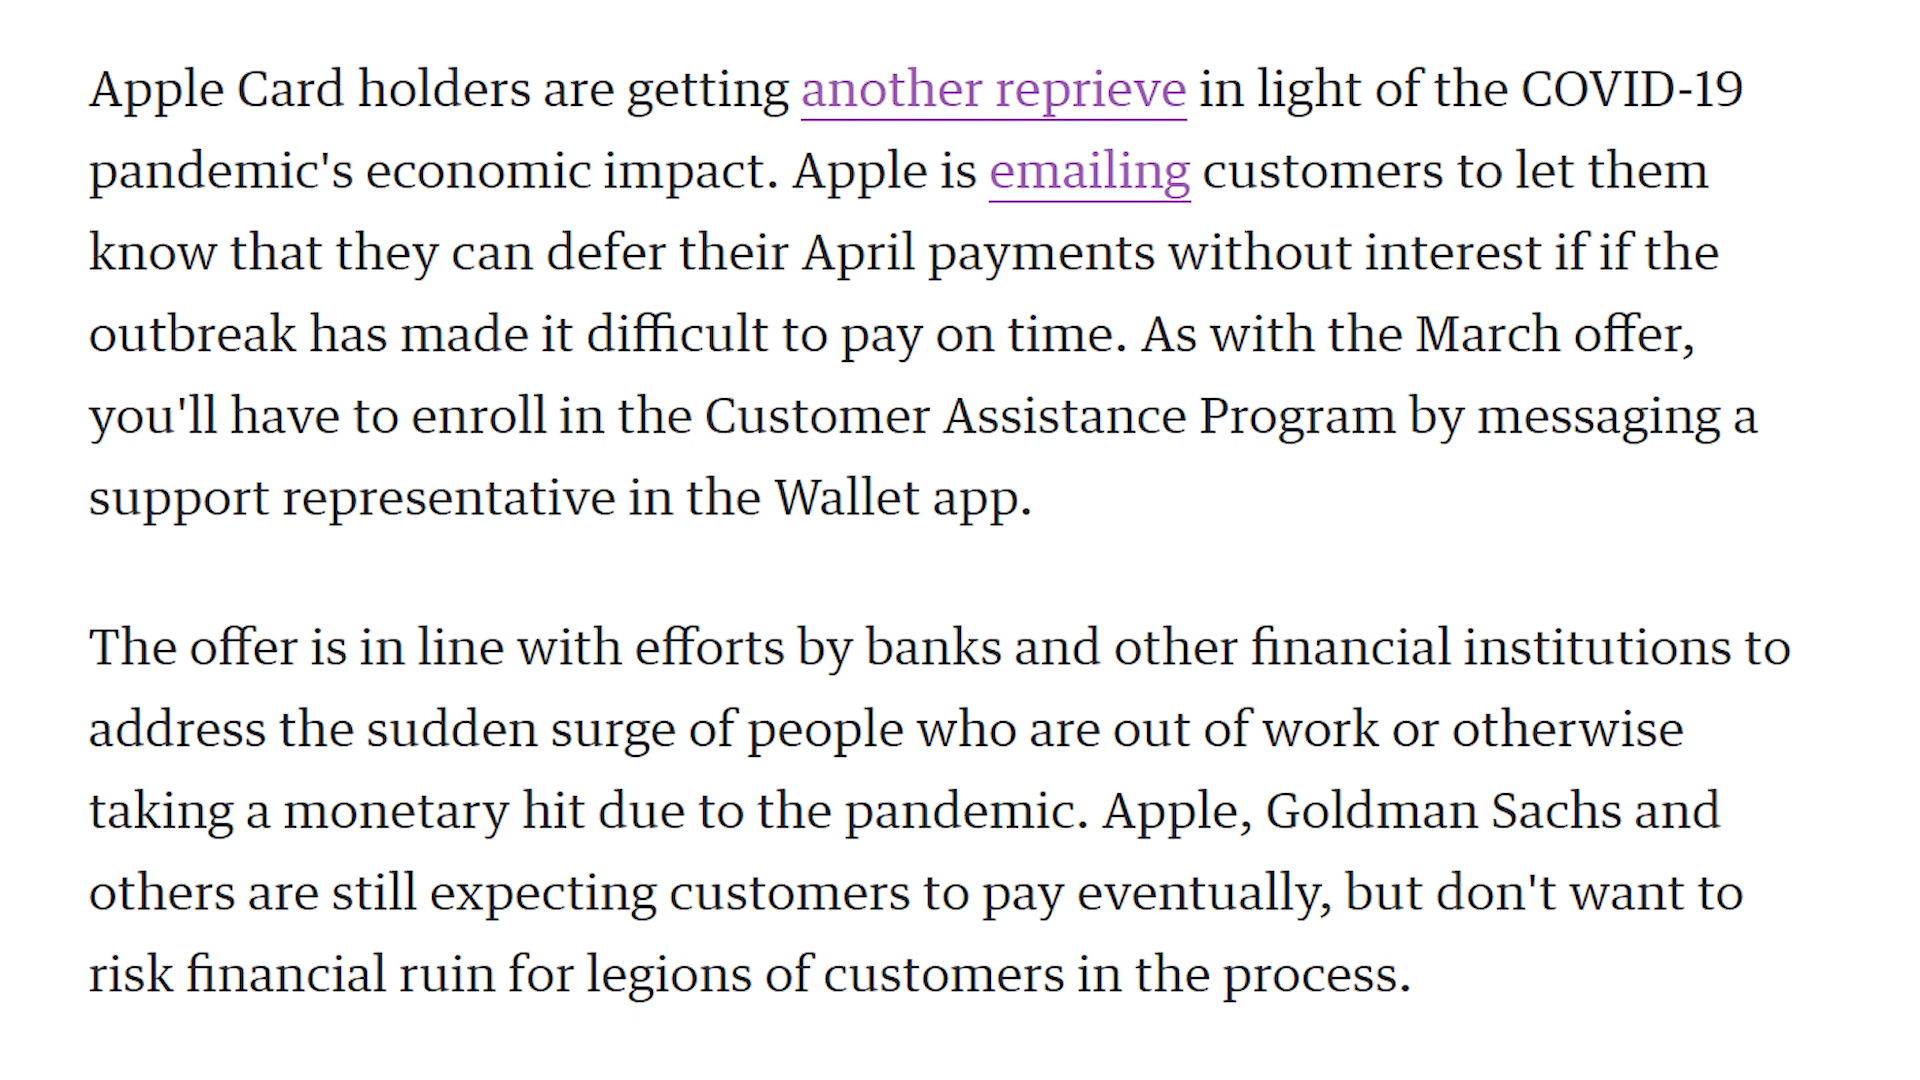 Apple Card holders are getting another reprieve in light of the COVID-19
pandemic's economic impact. Apple is emailing customers to let them
know that they can defer their April payments without interest if if the
outbreak has made it difficult to pay on time. As with the March offer,
you'll have to enroll in the Customer Assistance Program by messaging a
support representative in the Wallet app.
The offer is in line with efforts by banks and other financial institutions to
address the sudden surge of people who are out of work or otherwise
taking a monetary hit due to the pandemic. Apple, Goldman Sachs and
others are still expecting customers to pay eventually, but don't want to
risk financial ruin for legions of customers in the process.